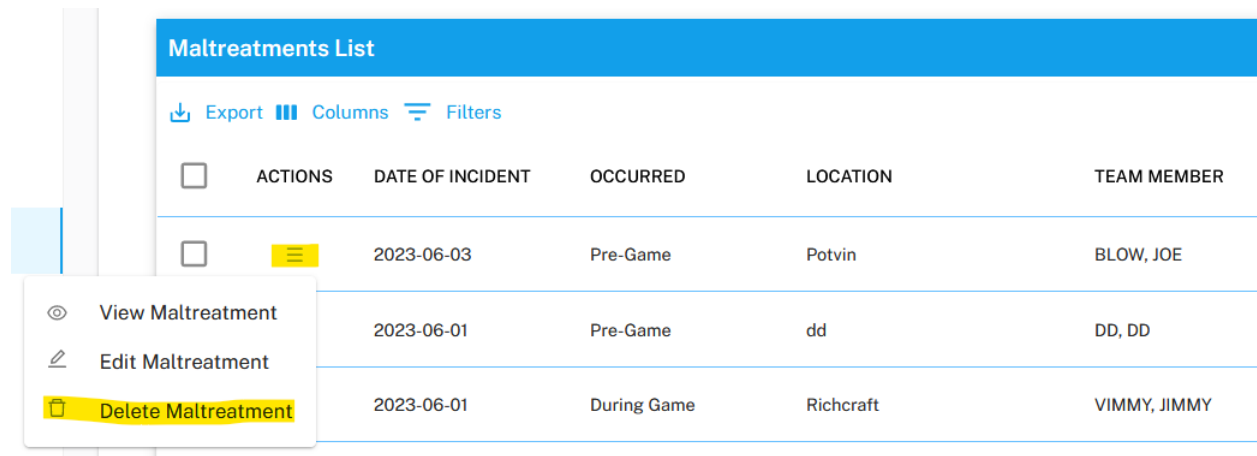 Maltreatments List
Export Columns Filters
ACTIONS DATE OF INCIDENT OCCURRED LOCATION TEAM MEMBER
2023-06-03 Pre-Game Potvin BLOW, JOE
View Maltreatment
2023-06-01 Pre-Game dd DD, DD
Edit Maltreatment
Delete Maltreatment
2023-06-01 During Game Richcraft VIMMY, JIMMY